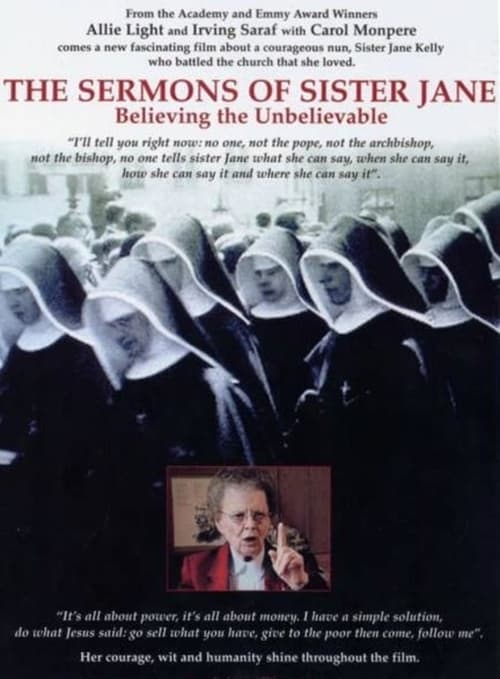 From the Academy and Emmy Award Winners
Allie Light and Irving Saraf with Carol Monpere
comes a new fascinating film about a courageous nun, Sister Jane Kelly
who battled the church that she loved.
THE SERMONS OF SISTER JANE
Believing the Unbelievable
"I'll tell you right now: no one, not the pope, not the archbishop,
not the bishop, no one tells sister Jane what she can say, when she can say it,
how she can say it and where she can say it".
"It's all about power, it's all about money. I have a simple solution,
do what Jesus said: go sell what you have, give to the poor then come, follow me".
Her courage, wit and humanity shine throughout the film.